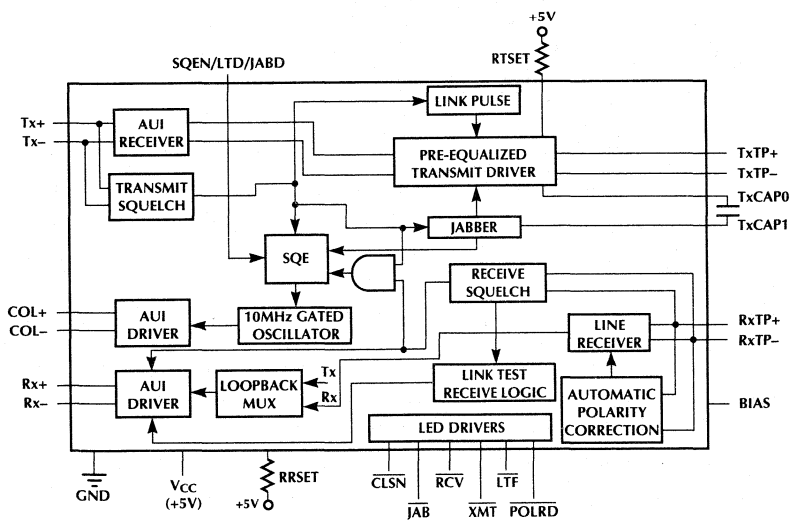 +5V
RTSET
SQEN/LTD/JABD
LINK PULSE
Tx+
Tx–
AUI
RECEIVER
PRE-EQUALIZED
TRANSMIT DRIVER
TxTP+
TxTP–
TRANSMIT
SQUELCH
TxCAP0
TxCAP1
JABBER
SQE
RECEIVE
SQUELCH
COL+
COL–
AUI
DRIVER
10MHz GATED
OSCILLATOR
LINE
RECEIVER
RxTP+
RxTP–
Rx+
Rx–
AUI
DRIVER
LOOPBACK
MUX
Tx
Rx
LINK TEST
RECEIVE LOGIC
AUTOMATIC
POLARITY
CORRECTION
BIAS
LED DRIVERS
GND
VCC
(+5V)
RRSET
+5V
CLSN
JAB
RCV
XMT
LTF
POLRD